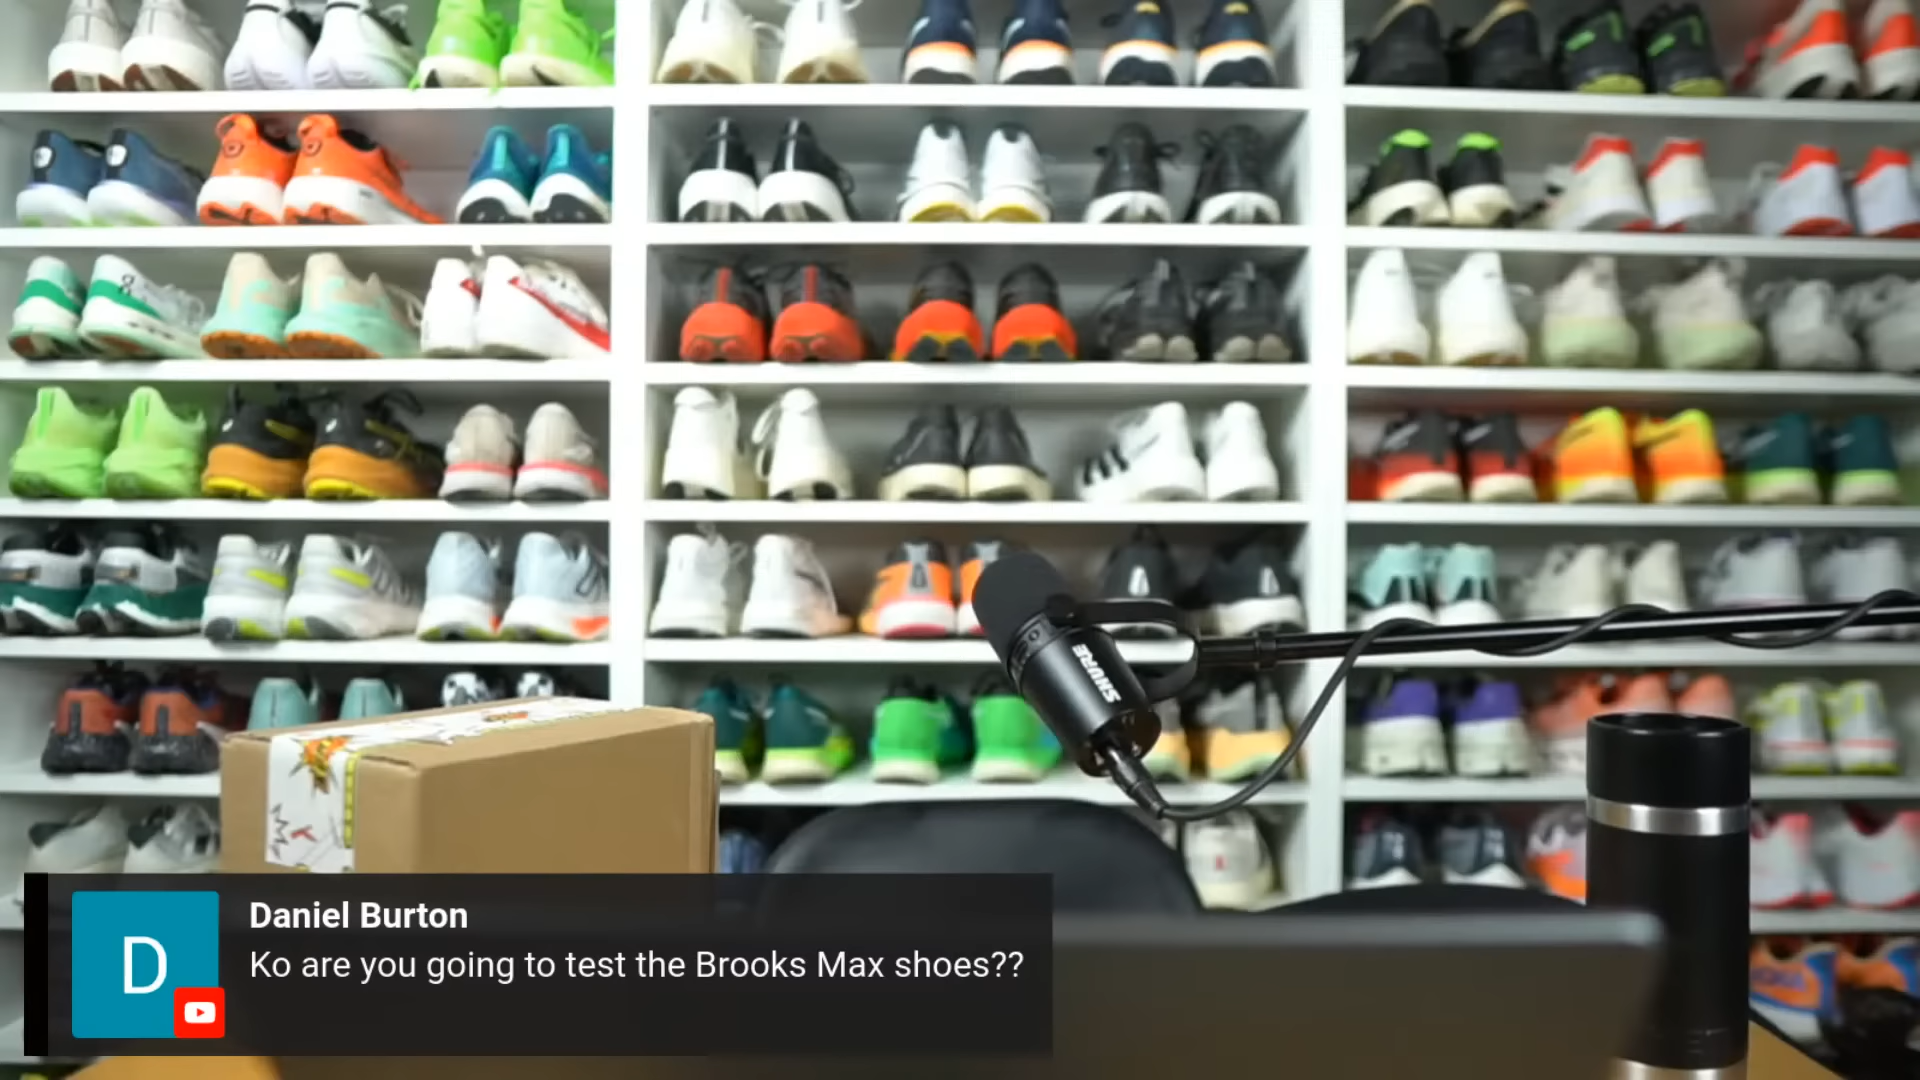 SHURE
D
Daniel Burton
Ko are you going to test the Brooks Max shoes??